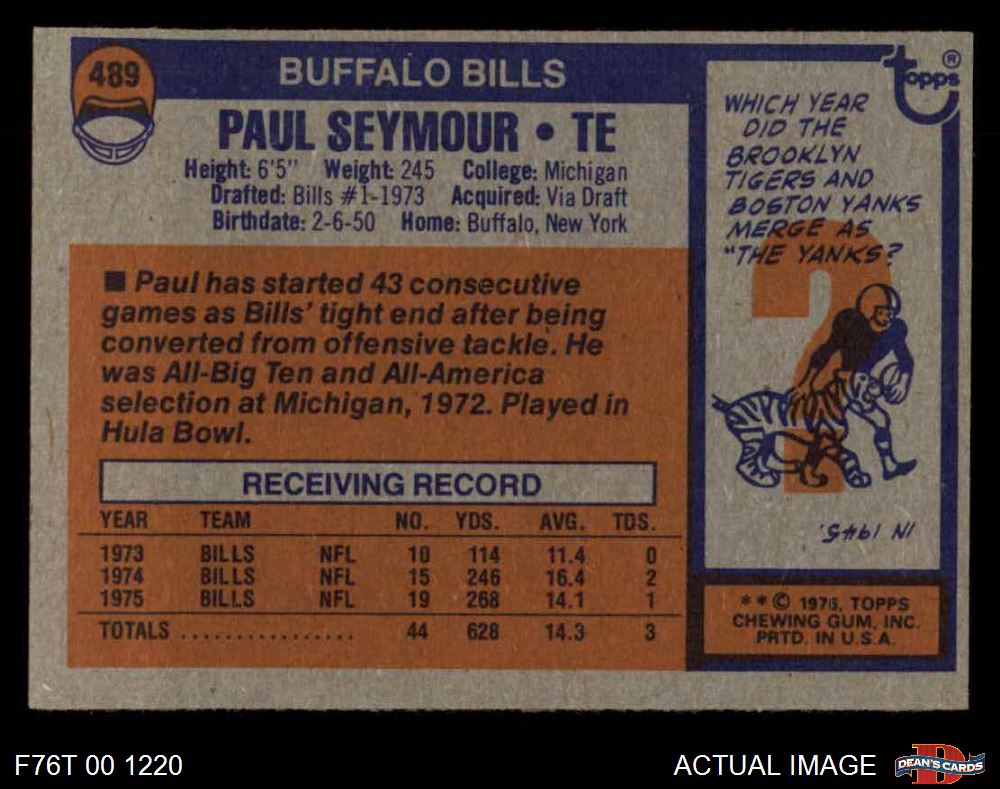 489
BUFFALO BILLS
topps®
PAUL SEYMOUR • TE
Height: 6'5" Weight: 245 College: Michigan
Drafted: Bills #1-1973 Acquired: Via Draft
Birthdate: 2-6-50 Home: Buffalo, New York
■ Paul has started 43 consecutive
games as Bills' tight end after being
converted from offensive tackle. He
was All-Big Ten and All-America
selection at Michigan, 1972. Played in
Hula Bowl.
RECEIVING RECORD
YEAR TEAM NO. YDS. AVG. TDS.
1973 BILLS NFL 10 114 11.4 0
1974 BILLS NFL 15 246 16.4 2
1975 BILLS NFL 19 268 14.1 1
TOTALS ................ 44 628 14.3 3
WHICH YEAR
DID THE
BROOKLYN
TIGERS AND
BOSTON YANKS
MERGE AS
"THE YANKS?
?
IN 1945.
** © 1976, TOPPS
CHEWING GUM, INC.
PRTD. IN U.S.A.
F76T 00 1220
ACTUAL IMAGE
D
DEAN'S CARDS